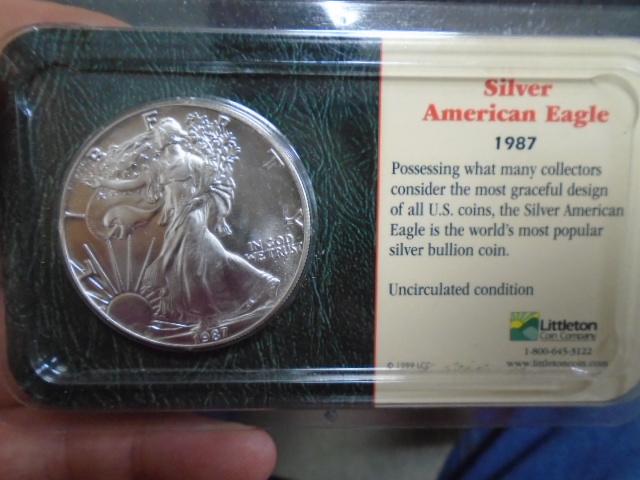 LIBERTY
IN GOD
WE TRUST
1987
Silver
American Eagle
1987
Possessing what many collectors
consider the most graceful design
of all U.S. coins, the Silver American
Eagle is the world's most popular
silver bullion coin.
Uncirculated condition
Littleton
Coin Company
1-800-645-3122
© 1999 LCC
www.littletoncoin.com